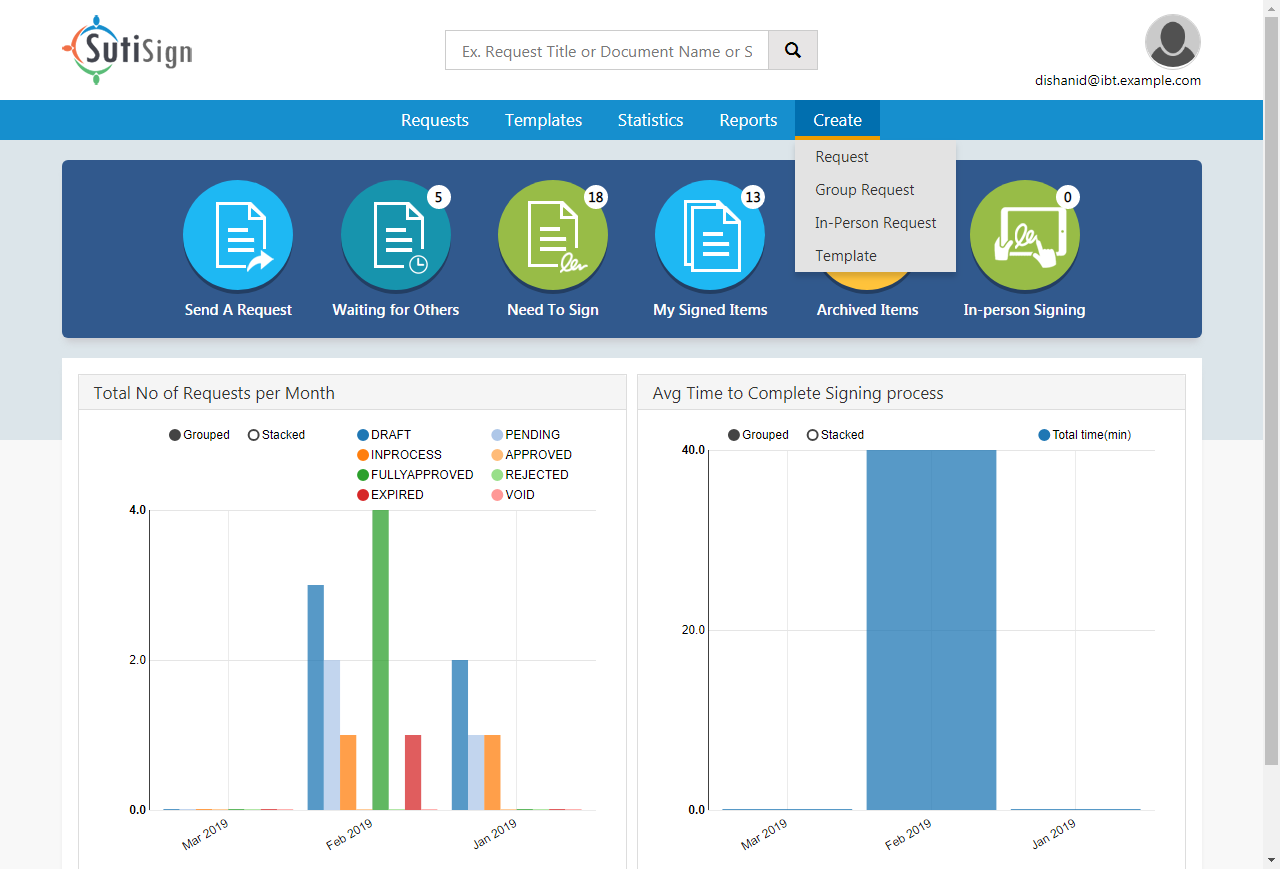 SutiSign
Ex. Request Title or Document Name or S
dishanid@ibt.example.com
Requests Templates Statistics Reports Create
Request
Group Request
In-Person Request
Template
5 18 13 0
Send A Request Waiting for Others Need To Sign My Signed Items Archived Items In-person Signing
Total No of Requests per Month
Grouped Stacked DRAFT PENDING
INPROCESS APPROVED
FULLYAPPROVED REJECTED
EXPIRED VOID
4.0
2.0
0.0
Mar 2019 Feb 2019 Jan 2019
Avg Time to Complete Signing process
Grouped Stacked Total time(min)
40.0
20.0
0.0
Mar 2019 Feb 2019 Jan 2019